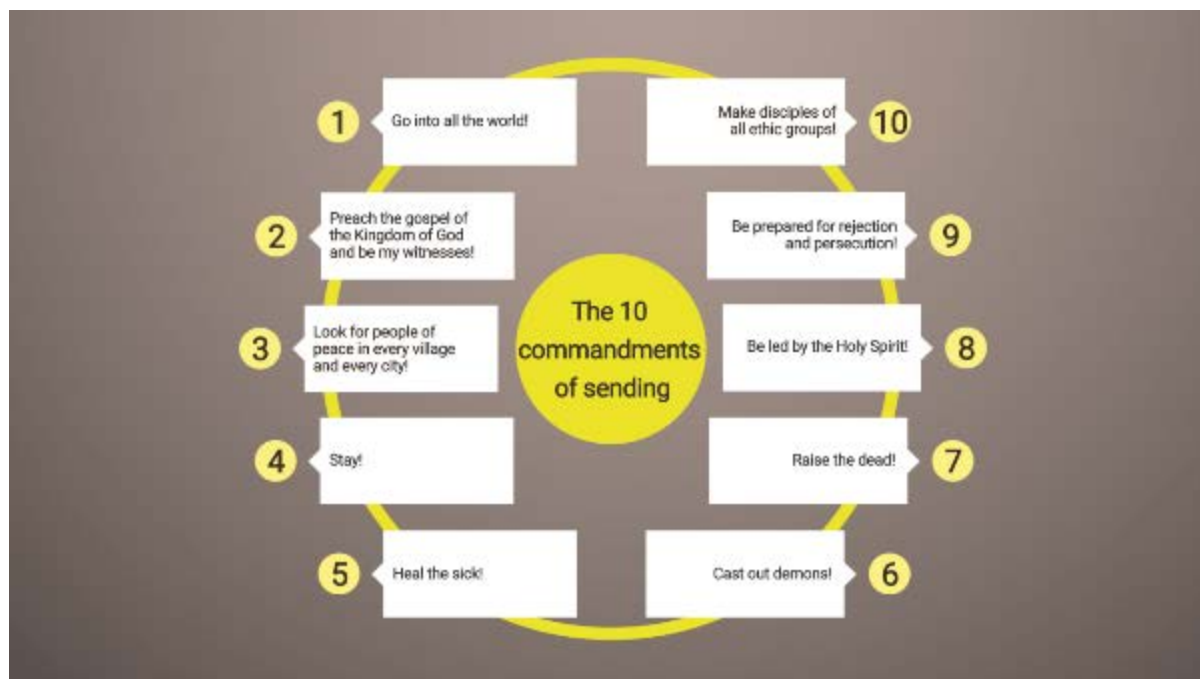 1
Go into all the world!
2
Preach the gospel of
the Kingdom of God
and be my witnesses!
3
Look for people of
peace in every village
and every city!
4
Stay!
5
Heal the sick!
The 10
commandments
of sending
6
Cast out demons!
7
Raise the dead!
8
Be led by the Holy Spirit!
9
Be prepared for rejection
and persecution!
10
Make disciples of
all ethic groups!